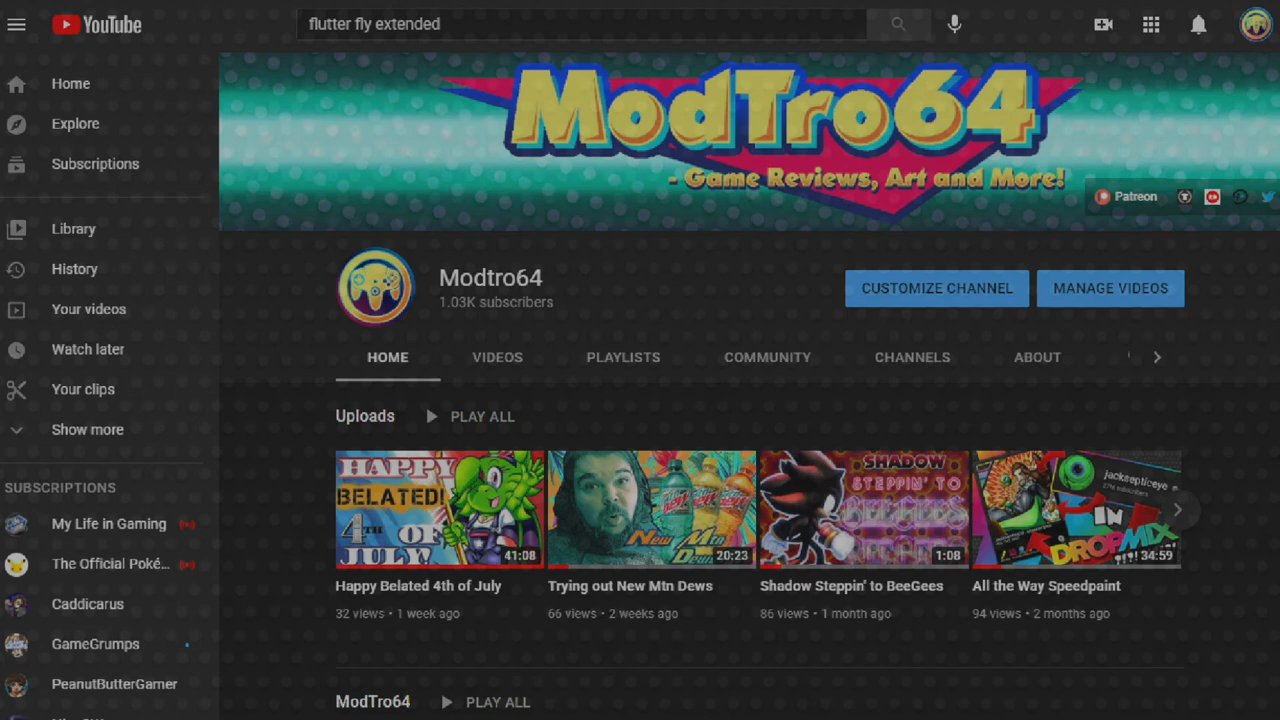 YouTube
flutter fly extended
Home
Explore
Subscriptions
Library
History
Your videos
Watch later
Your clips
Show more
SUBSCRIPTIONS
My Life in Gaming
The Official Poké...
Caddicarus
GameGrumps
PeanutButterGamer
ModTro64
- Game Reviews, Art and More!
Patreon
Modtro64
1.03K subscribers
CUSTOMIZE CHANNEL
MANAGE VIDEOS
HOME VIDEOS PLAYLISTS COMMUNITY CHANNELS ABOUT
Uploads PLAY ALL
HAPPY
BELATED!
4TH
OF
JULY!
41:08
Happy Belated 4th of July
32 views • 1 week ago
New Mtn
Dews
20:23
Trying out New Mtn Dews
66 views • 2 weeks ago
SHADOW
STEPPIN' TO
BeeGees
1:08
Shadow Steppin' to BeeGees
86 views • 1 month ago
jacksepticeye
IN
DROPMIX
34:59
All the Way Speedpaint
94 views • 2 months ago
ModTro64 PLAY ALL